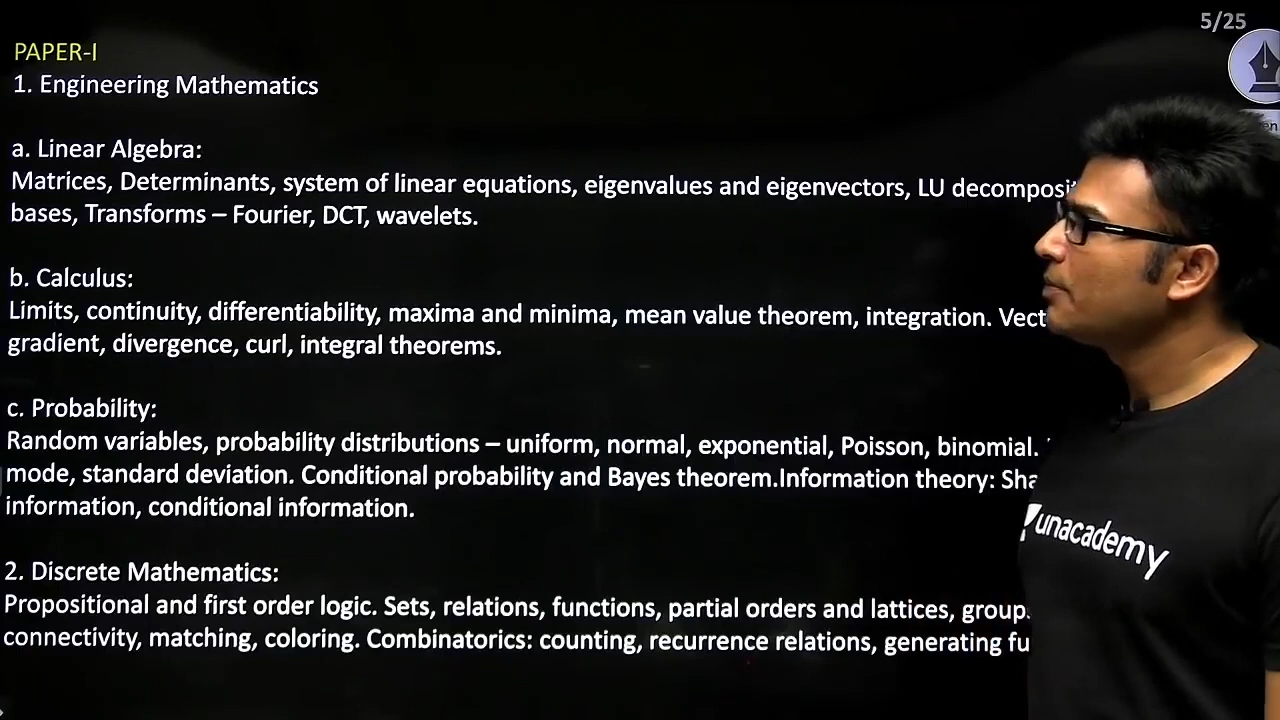 5/25
PAPER-I
1. Engineering Mathematics
a. Linear Algebra:
Matrices, Determinants, system of linear equations, eigenvalues and eigenvectors, LU
bases, Transforms – Fourier, DCT, wavelets.
b. Calculus:
Limits, continuity, differentiability, maxima and minima, mean value theorem, integration.
gradient, divergence, curl, integral theorems.
c. Probability:
Random variables, probability distributions – uniform, normal, exponential, Poisson, binomial.
mode, standard deviation. Conditional probability and Bayes theorem.Information theory:
information, conditional information.
2. Discrete Mathematics:
Propositional and first order logic. Sets, relations, functions, partial orders and lattices,
connectivity, matching, coloring. Combinatorics: counting, recurrence relations, generating
unacademy